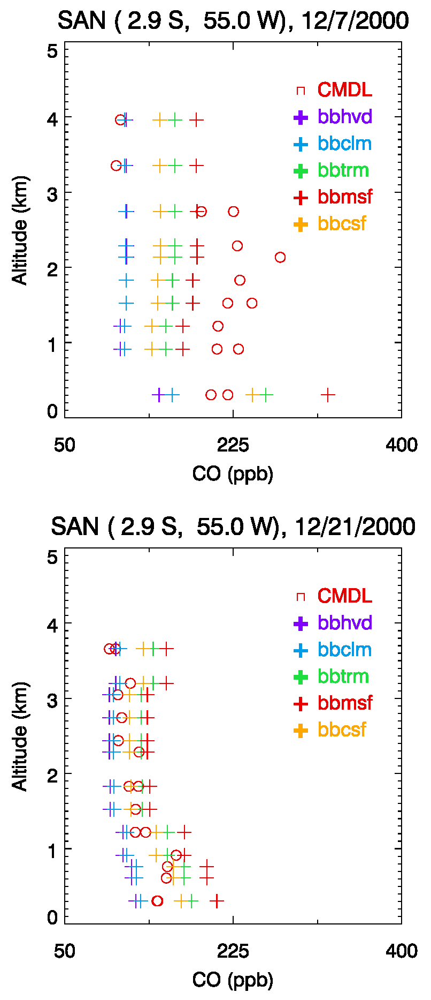 SAN ( 2.9 S,  55.0 W), 12/7/2000
5
CMDL
4
bbhvd
bbclm
bbtrm
3
bbmsf
bbcsf
Altitude (km)
2
1
0
50 225 400
CO (ppb)
SAN ( 2.9 S,  55.0 W), 12/21/2000
5
CMDL
4
bbhvd
bbclm
bbtrm
3
bbmsf
bbcsf
Altitude (km)
2
1
0
50 225 400
CO (ppb)